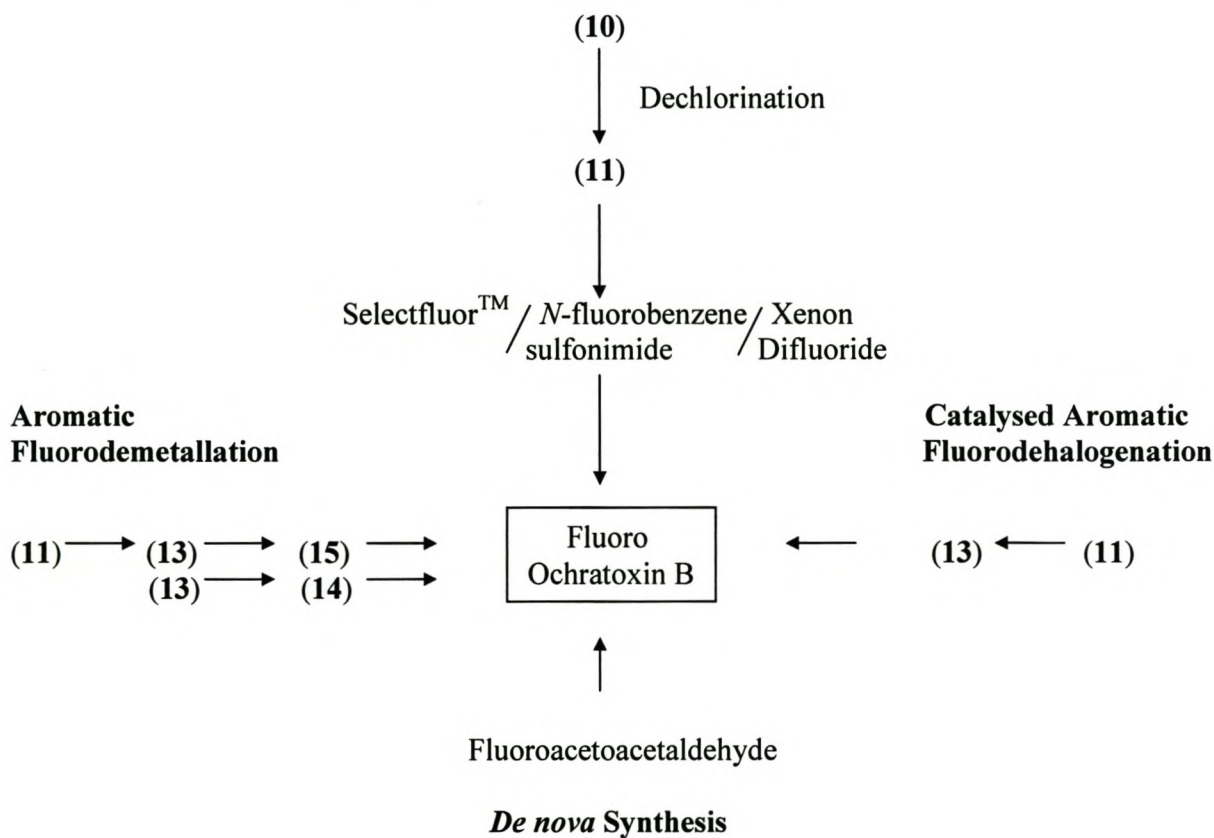 (10)
Dechlorination
(11)
Selectfluor™ / N-fluorobenzene / Xenon
sulfonimide Difluoride
Aromatic
Fluorodemetallation
Catalysed Aromatic
Fluorodehalogenation
(11) (13) (15)
(13) (14)
Fluoro
Ochratoxin B
(13) (11)
Fluoroacetoacetaldehyde
De nova Synthesis